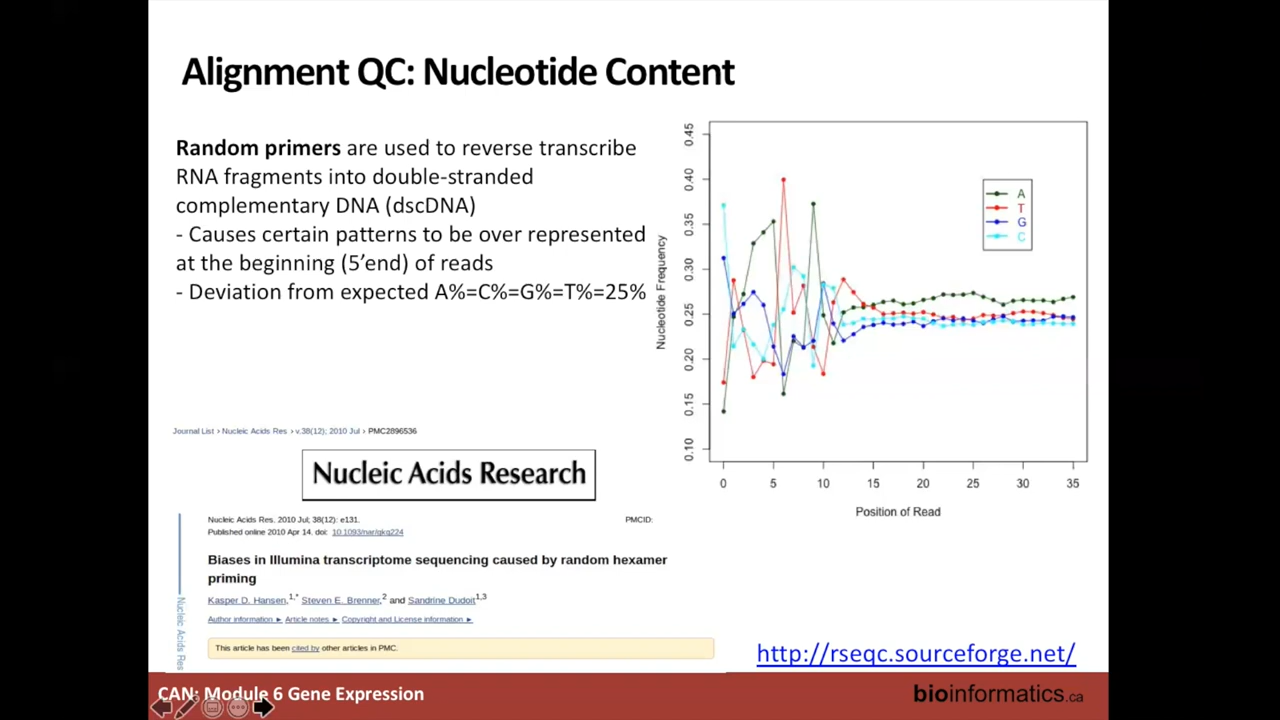 Alignment QC: Nucleotide Content
Random primers are used to reverse transcribe
RNA fragments into double-stranded
complementary DNA (dscDNA)
- Causes certain patterns to be over represented
at the beginning (5'end) of reads
- Deviation from expected A%=C%=G%=T%=25%
Nucleotide Frequency
0.45
0.40
0.35
0.30
0.25
0.20
0.15
0.10
A
T
G
C
0 5 10 15 20 25 30 35
Position of Read
Journal List › Nucleic Acids Res › v.38(12); 2010 Jul › PMC2896536
Nucleic Acids Research
Nucleic Acids Res. 2010 Jul; 38(12): e131. PMCID:
Published online 2010 Apr 14. doi: 10.1093/nar/gkq224
Biases in Illumina transcriptome sequencing caused by random hexamer
priming
Kasper D. Hansen,1,* Steven E. Brenner,2 and Sandrine Dudoit1,3
Author information ► Article notes ► Copyright and License information ►
This article has been cited by other articles in PMC.
Nucleic Acids Res
http://rseqc.sourceforge.net/
CAN: Module 6 Gene Expression
bioinformatics.ca